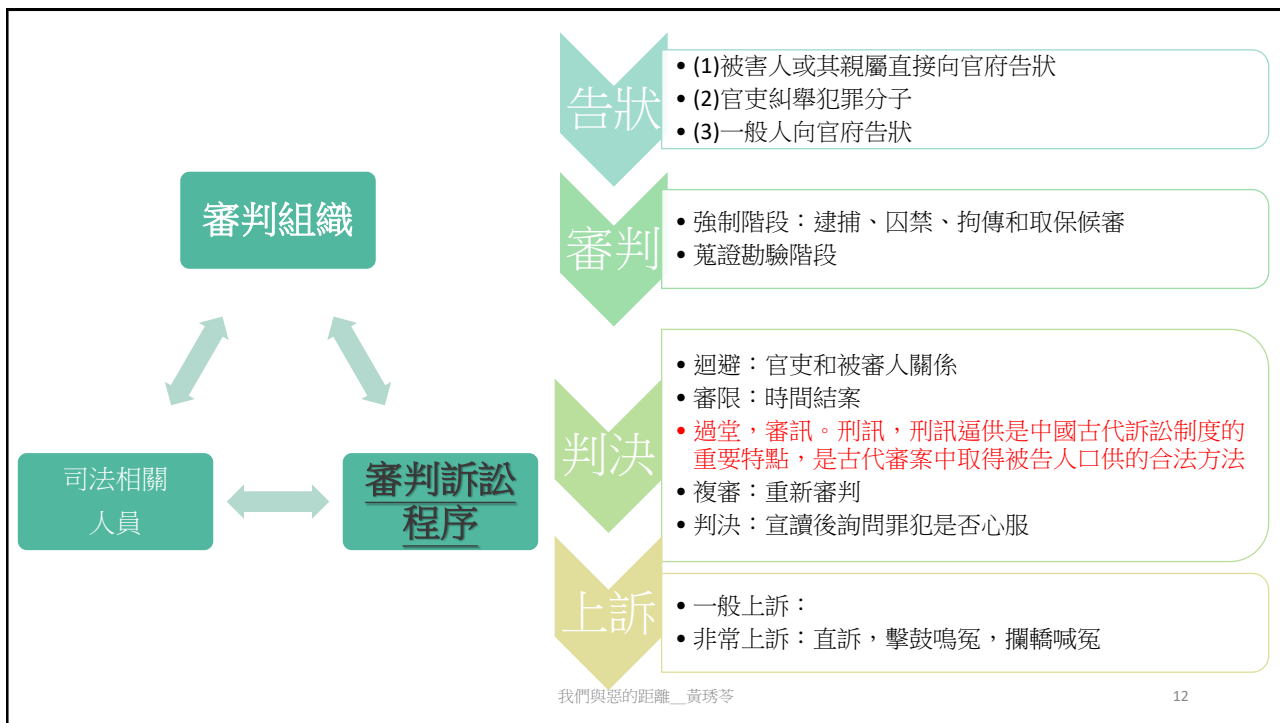 審判組織
司法相關
人員
審判訴訟
程序
告狀
• (1)被害人或其親屬直接向官府告狀
• (2)官吏糾舉犯罪分子
• (3)一般人向官府告狀
審判
• 強制階段：逮捕、囚禁、拘傳和取保候審
• 蒐證勘驗階段
判決
• 迴避：官吏和被審人關係
• 審限：時間結案
• 過堂，審訊。刑訊，刑訊逼供是中國古代訴訟制度的
重要特點，是古代審案中取得被告人口供的合法方法
• 複審：重新審判
• 判決：宣讀後詢問罪犯是否心服
上訴
• 一般上訴：
• 非常上訴：直訴，擊鼓鳴冤，攔轎喊冤
我們與惡的距離__黃琇苓
12